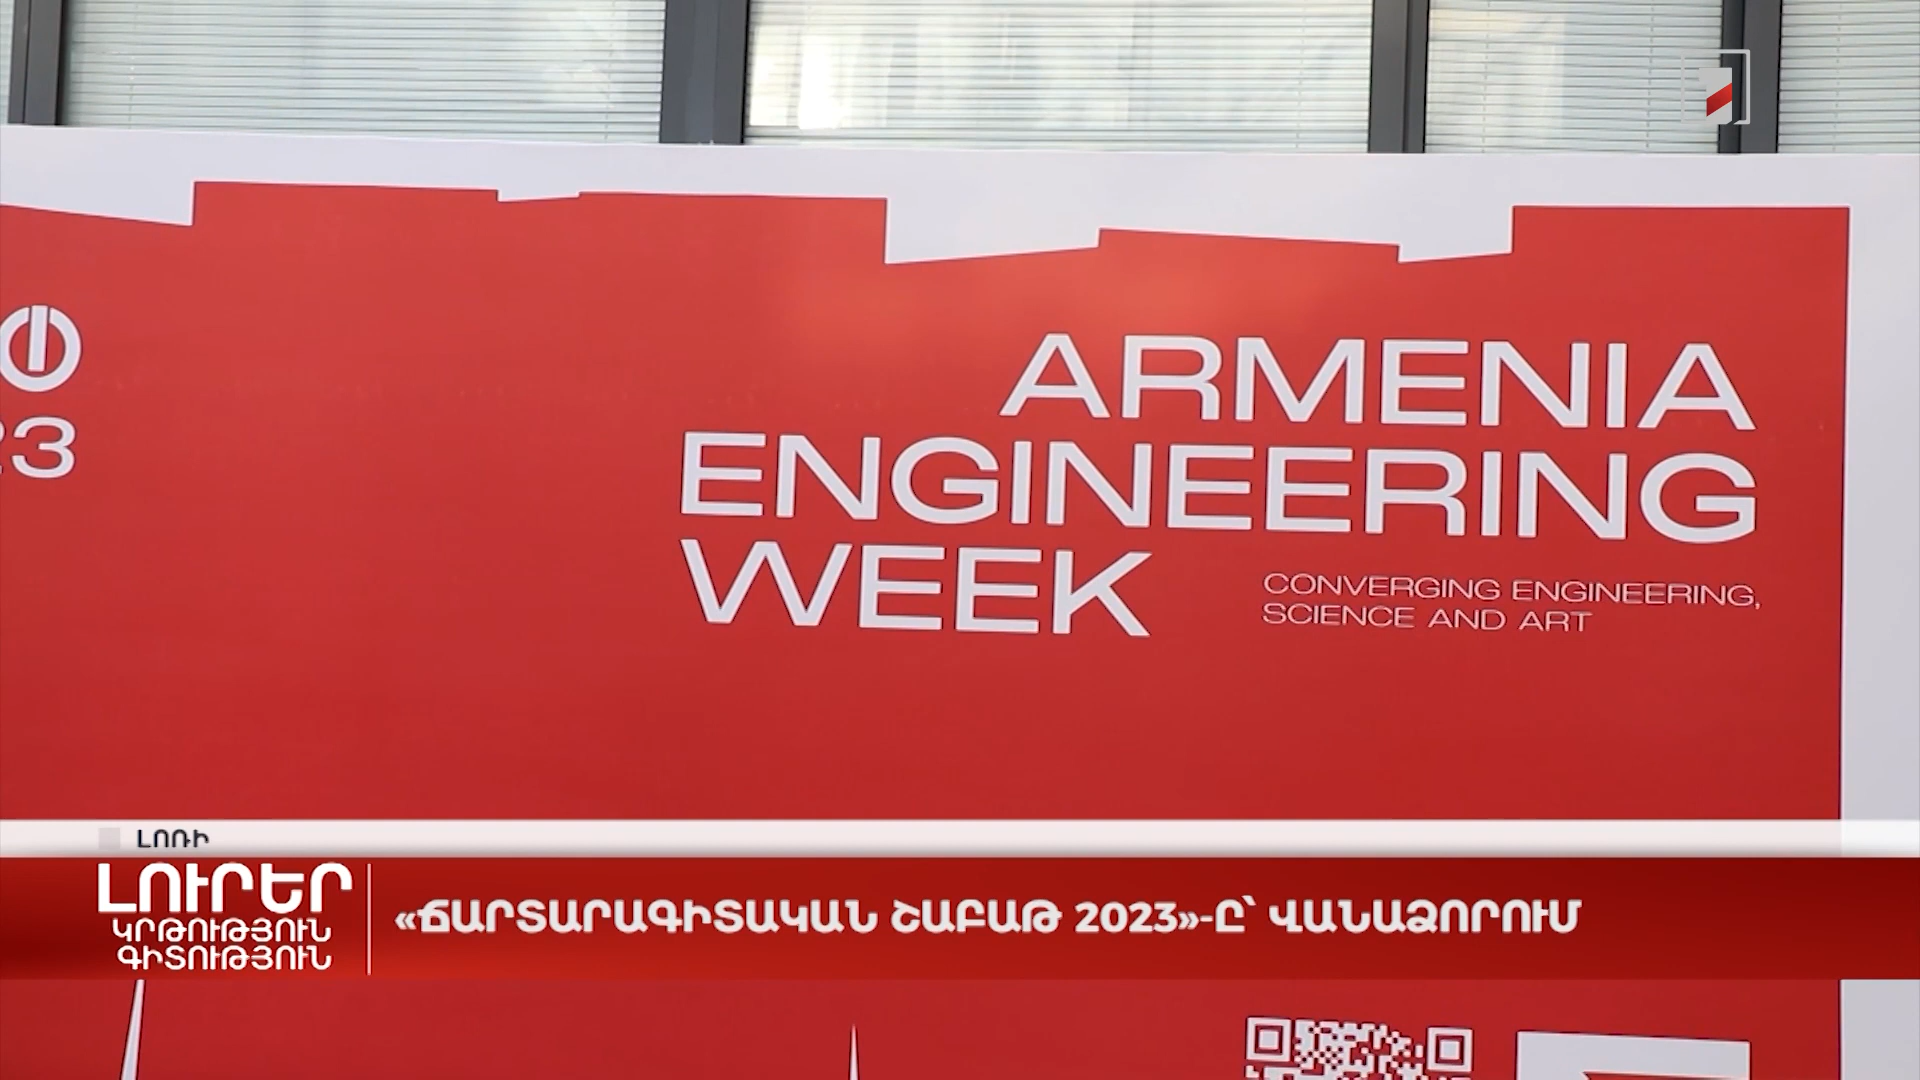 ARMENIA
ENGINEERING
WEEK
CONVERGING ENGINEERING,
SCIENCE AND ART
23
ԼՈՌԻ
ԼՈՒՐԵՐ
ԿՐԹՈՒԹՅՈՒՆ
ԳԻՏՈՒԹՅՈՒՆ
«ՃԱՐՏԱՐԱԳԻՏԱԿԱՆ ՇԱԲԱԹ 2023»-Ը՝ ՎԱՆԱՁՈՐՈՒՄ